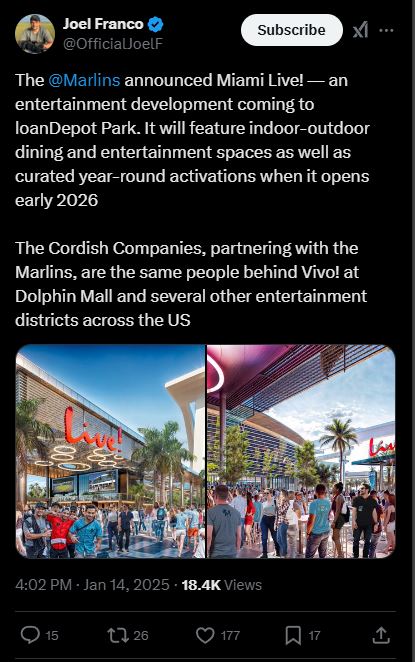 Joel Franco
@OfficialJoelF
Subscribe
The @Marlins announced Miami Live! — an
entertainment development coming to
loanDepot Park. It will feature indoor-outdoor
dining and entertainment spaces as well as
curated year-round activations when it opens
early 2026
The Cordish Companies, partnering with the
Marlins, are the same people behind Vivo! at
Dolphin Mall and several other entertainment
districts across the US
Live!
4:02 PM · Jan 14, 2025 · 18.4K Views
15
26
177
17